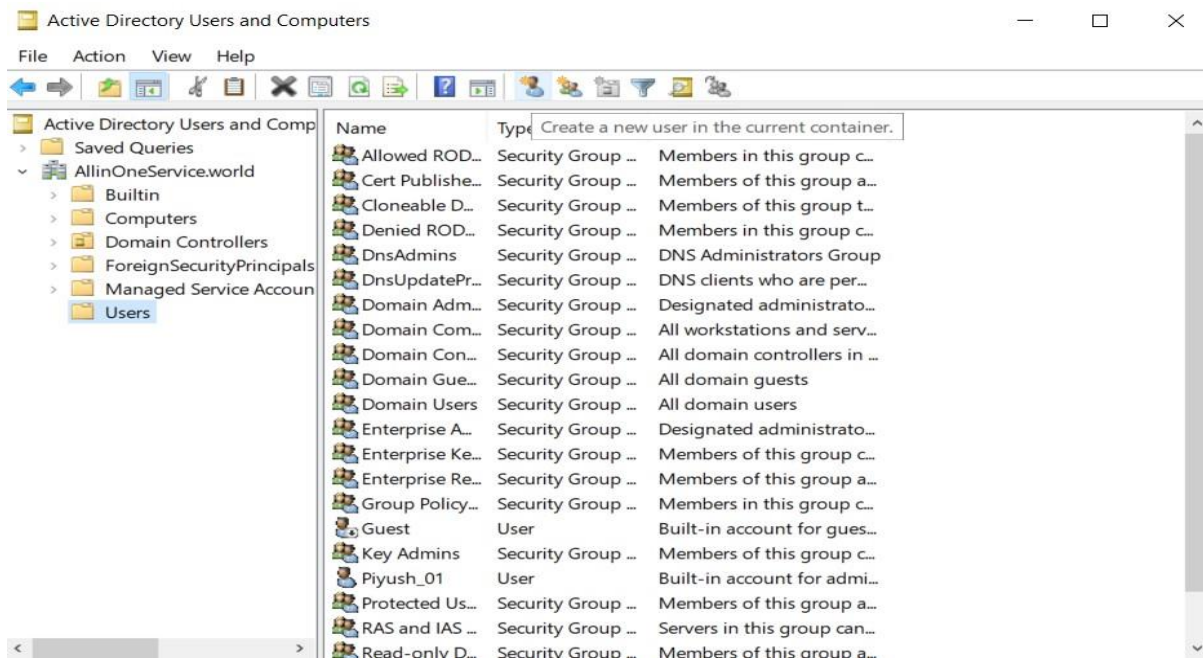 Active Directory Users and Computers
File Action View Help
Active Directory Users and Comp
Saved Queries
AllinOneService.world
Builtin
Computers
Domain Controllers
ForeignSecurityPrincipals
Managed Service Accoun
Users
Name Type
Create a new user in the current container.
Allowed ROD... Security Group ... Members in this group c...
Cert Publishe... Security Group ... Members of this group a...
Cloneable D... Security Group ... Members of this group t...
Denied ROD... Security Group ... Members in this group c...
DnsAdmins Security Group ... DNS Administrators Group
DnsUpdatePr... Security Group ... DNS clients who are per...
Domain Adm... Security Group ... Designated administrato...
Domain Com... Security Group ... All workstations and serv...
Domain Con... Security Group ... All domain controllers in ...
Domain Gue... Security Group ... All domain guests
Domain Users Security Group ... All domain users
Enterprise A... Security Group ... Designated administrato...
Enterprise Ke... Security Group ... Members of this group c...
Enterprise Re... Security Group ... Members of this group a...
Group Policy... Security Group ... Members in this group c...
Guest User Built-in account for gues...
Key Admins Security Group ... Members of this group c...
Piyush_01 User Built-in account for admi...
Protected Us... Security Group ... Members of this group a...
RAS and IAS ... Security Group ... Servers in this group can...
Read-only D... Security Group ... Members of this group a...